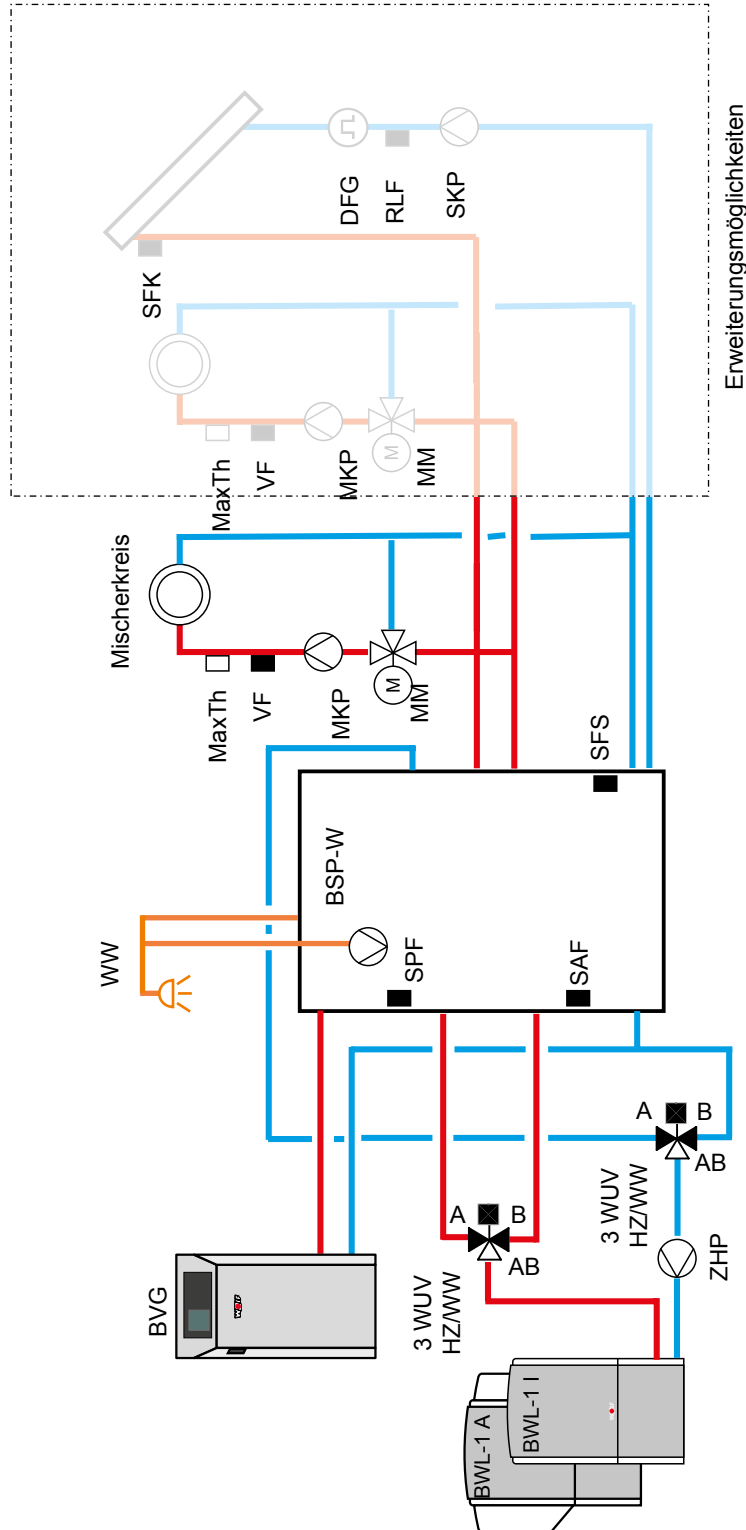 WW
Mischerkreis
BVG
SFK
MaxTh
MaxTh
VF
VF
MKP
MKP
DFG
BSP-W
M
M
RLF
MM
MM
SPF
SKP
WOLF
3 WUV
HZ/WW
A
B
AB
BWL-1 A
BWL-1 I
SAF
SFS
3 WUV
HZ/WW
A
B
AB
ZHP
Erweiterungsmöglichkeiten